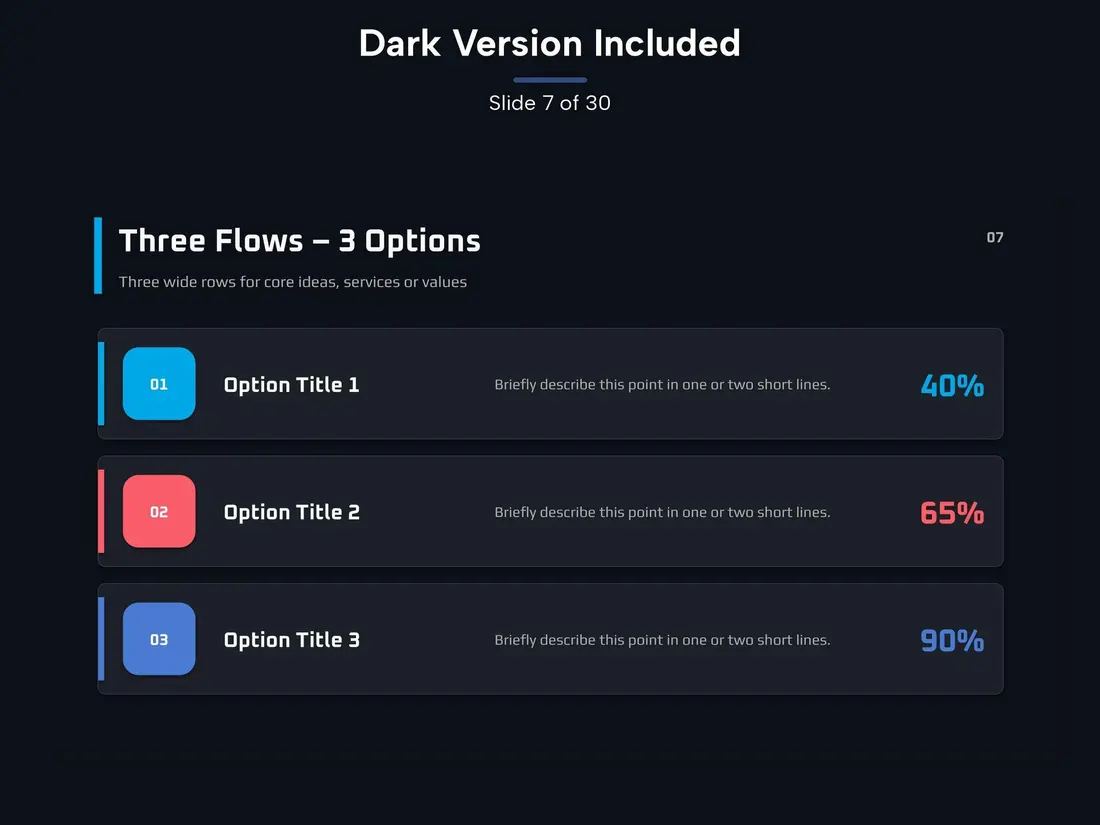 Dark Version Included
Slide 7 of 30
Three Flows – 3 Options
07
Three wide rows for core ideas, services or values
01
Option Title 1
Briefly describe this point in one or two short lines.
40%
02
Option Title 2
Briefly describe this point in one or two short lines.
65%
03
Option Title 3
Briefly describe this point in one or two short lines.
90%